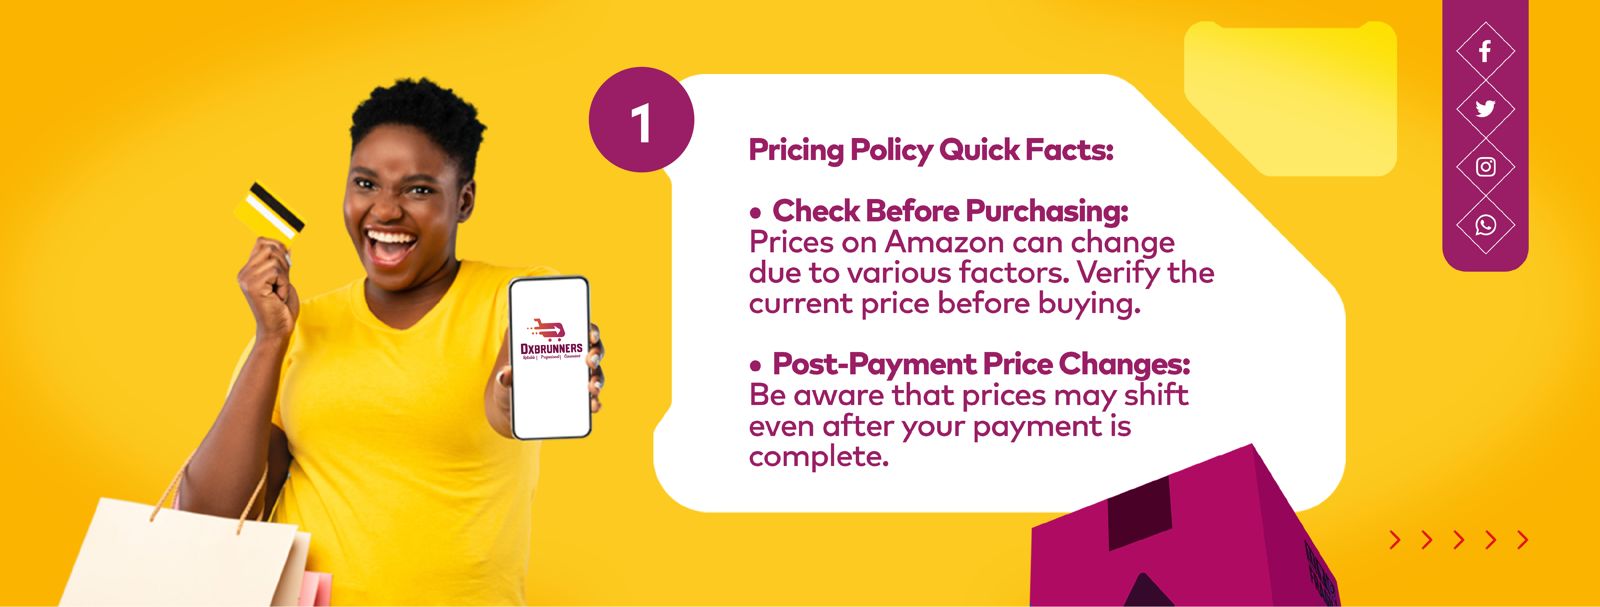 1
Pricing Policy Quick Facts:
• Check Before Purchasing:
Prices on Amazon can change
due to various factors. Verify the
current price before buying.
• Post-Payment Price Changes:
Be aware that prices may shift
even after your payment is
complete.
DXBRUNNERS
Reliable | Professional | Convenient